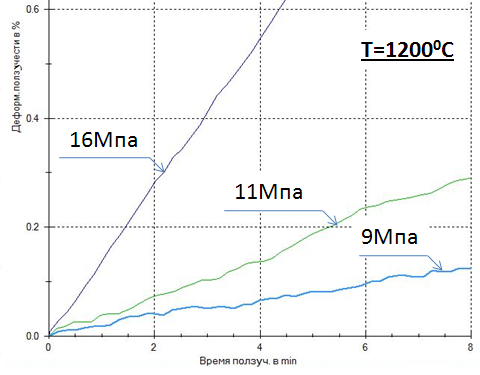 Деформ.ползучести в %
0.6
T=1200⁰C
0.4
16Мпа
11Мпа
0.2
9Мпа
0.0
0 2 4 6 8
Время ползуч. в min